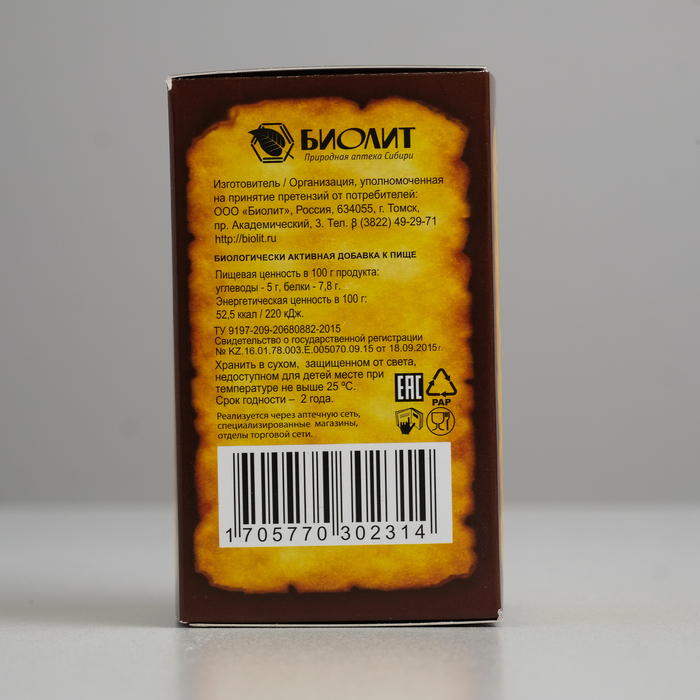 БИОЛИТ
Природная аптека Сибири
Изготовитель / Организация, уполномоченная
на принятие претензий от потребителей:
ООО «Биолит», Россия, 634055, г. Томск,
пр. Академический, 3. Тел. 8 (3822) 49-29-71
http://biolit.ru
БИОЛОГИЧЕСКИ АКТИВНАЯ ДОБАВКА К ПИЩЕ
Пищевая ценность в 100 г продукта:
углеводы - 5 г, белки - 7,8 г.
Энергетическая ценность в 100 г:
52,5 ккал / 220 кДж.
ТУ 9197-209-20680882-2015
Свидетельство о государственной регистрации
№ KZ.16.01.78.003.E.005070.09.15 от 18.09.2015г.
Хранить в сухом, защищенном от света,
недоступном для детей месте при
температуре не выше 25 ºС.
Срок годности – 2 года.
EAC
PAP
Реализуется через аптечную сеть,
специализированные магазины,
отделы торговой сети.
1705770302314